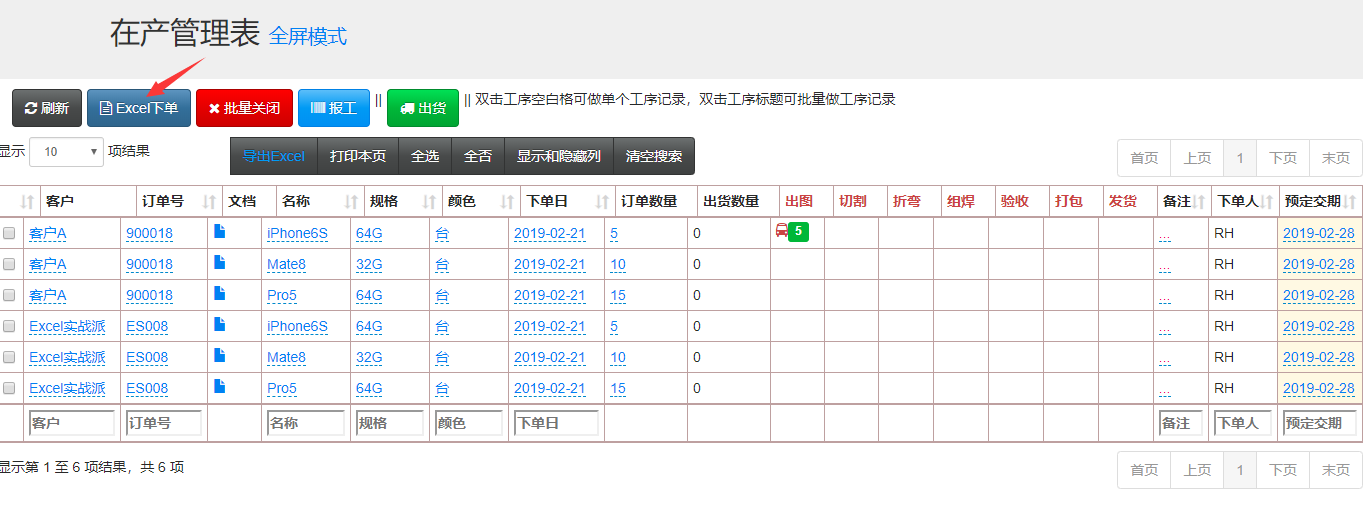 在产管理表 全屏模式
刷新 Excel下单 批量关闭 报工 || 出货 || 双击工序空白格可做单个工序记录，双击工序标题可批量做工序记录
显示 10 项结果 导出Excel 打印本页 全选 全否 显示和隐藏列 清空搜索 首页 上页 1 下页 末页
客户 订单号 文档 名称 规格 颜色 下单日 订单数量 出货数量 出图 切割 折弯 组焊 验收 打包 发货 备注 下单人 预定交期
客户A 900018 iPhone6S 64G 台 2019-02-21 5 0 5 ... RH 2019-02-28
客户A 900018 Mate8 32G 台 2019-02-21 10 0 ... RH 2019-02-28
客户A 900018 Pro5 64G 台 2019-02-21 15 0 ... RH 2019-02-28
Excel实战派 ES008 iPhone6S 64G 台 2019-02-21 5 0 ... RH 2019-02-28
Excel实战派 ES008 Mate8 32G 台 2019-02-21 10 0 ... RH 2019-02-28
Excel实战派 ES008 Pro5 64G 台 2019-02-21 15 0 ... RH 2019-02-28
客户 订单号 名称 规格 颜色 下单日 备注 下单人 预定交期
显示第 1 至 6 项结果，共 6 项 首页 上页 1 下页 末页